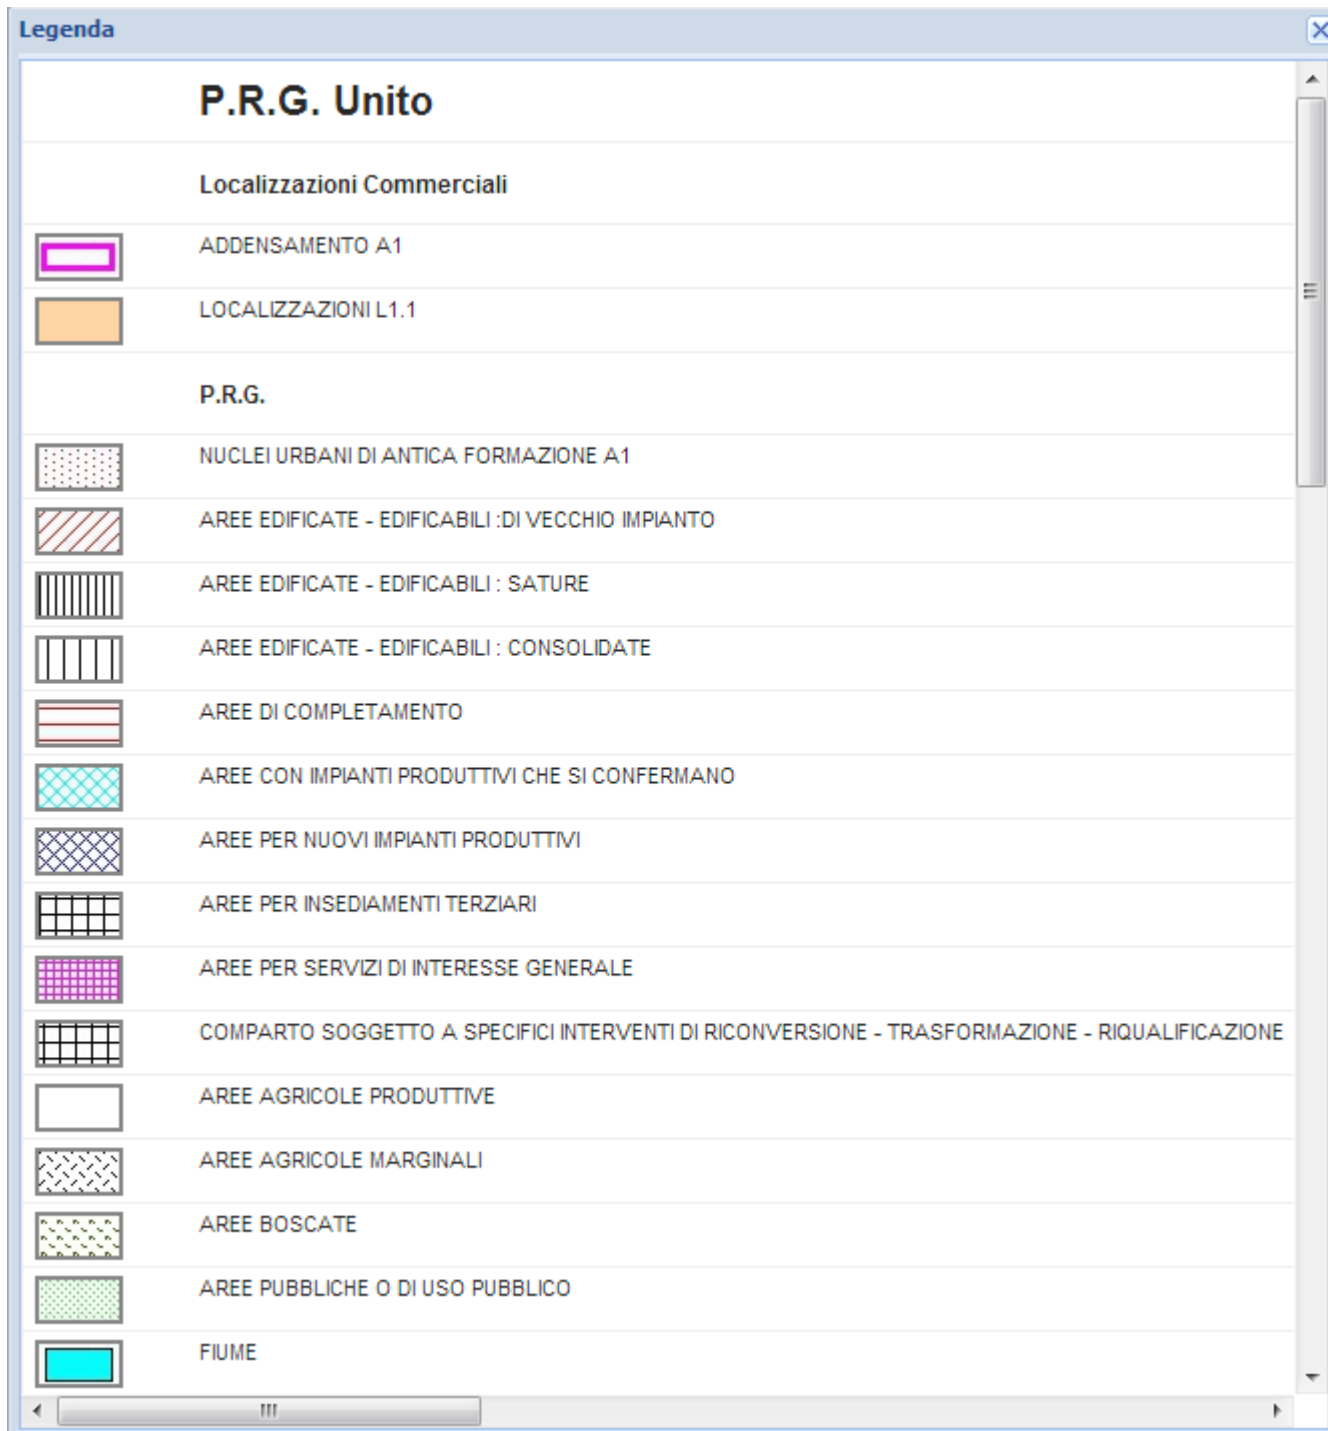 Legenda
P.R.G. Unito
Localizzazioni Commerciali
ADDENSAMENTO A1
LOCALIZZAZIONI L1.1
P.R.G.
NUCLEI URBANI DI ANTICA FORMAZIONE A1
AREE EDIFICATE - EDIFICABILI :DI VECCHIO IMPIANTO
AREE EDIFICATE - EDIFICABILI : SATURE
AREE EDIFICATE - EDIFICABILI : CONSOLIDATE
AREE DI COMPLETAMENTO
AREE CON IMPIANTI PRODUTTIVI CHE SI CONFERMANO
AREE PER NUOVI IMPIANTI PRODUTTIVI
AREE PER INSEDIAMENTI TERZIARI
AREE PER SERVIZI DI INTERESSE GENERALE
COMPARTO SOGGETTO A SPECIFICI INTERVENTI DI RICONVERSIONE - TRASFORMAZIONE - RIQUALIFICAZIONE
AREE AGRICOLE PRODUTTIVE
AREE AGRICOLE MARGINALI
AREE BOSCATE
AREE PUBBLICHE O DI USO PUBBLICO
FIUME